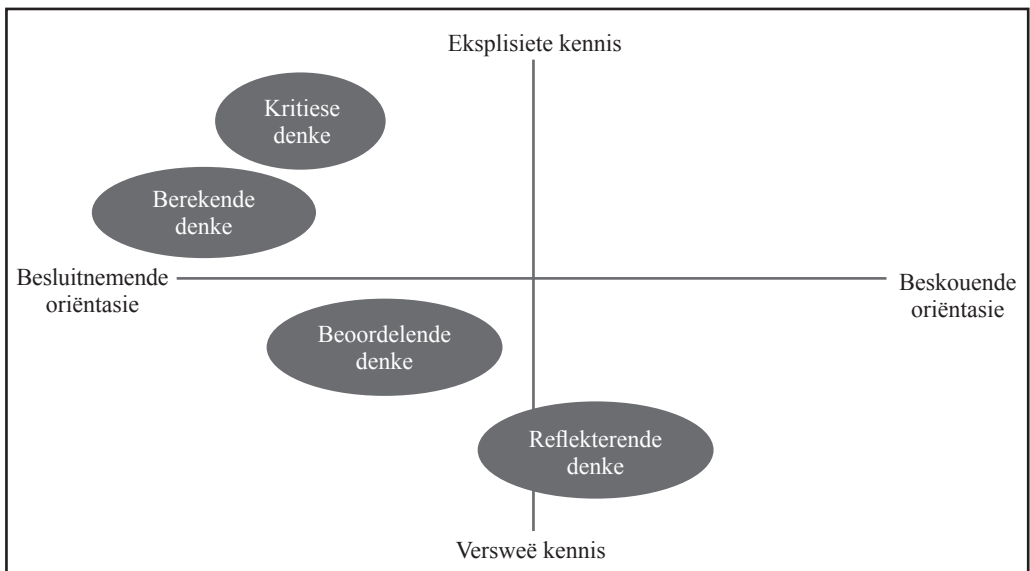 Eksplisiete kennis
Kritiese
denke
Berekende
denke
Besluitnemende
oriëntasie
Beskouende
oriëntasie
Beoordelende
denke
Reflekterende
denke
Versweë kennis